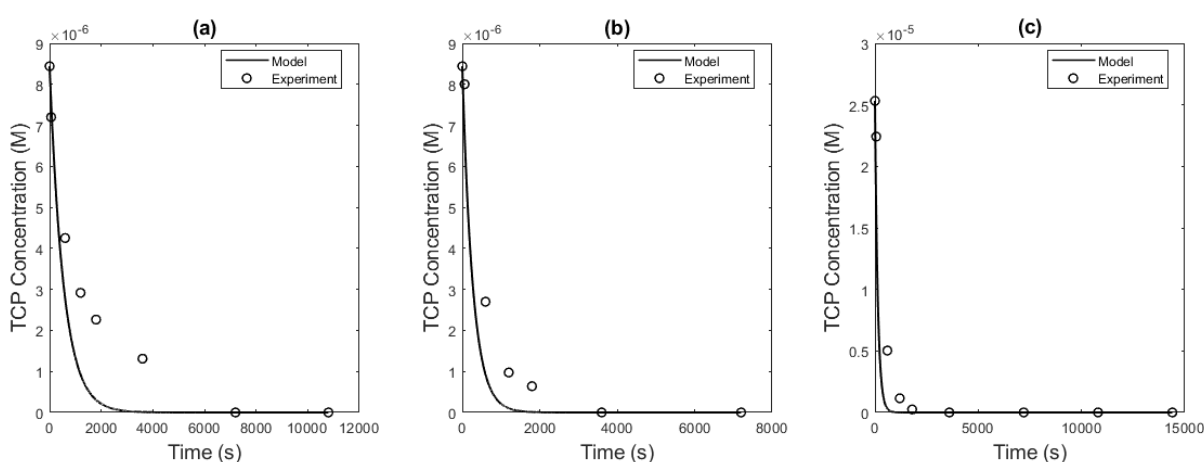 (a)
×10⁻⁶
9
8
7
6
5
4
3
2
1
0
TCP Concentration (M)
Model
Experiment
0 2000 4000 6000 8000 10000 12000
Time (s)
(b)
×10⁻⁶
9
8
7
6
5
4
3
2
1
0
TCP Concentration (M)
Model
Experiment
0 2000 4000 6000 8000
Time (s)
(c)
×10⁻⁵
3
2.5
2
1.5
1
0.5
0
TCP Concentration (M)
Model
Experiment
0 5000 10000 15000
Time (s)